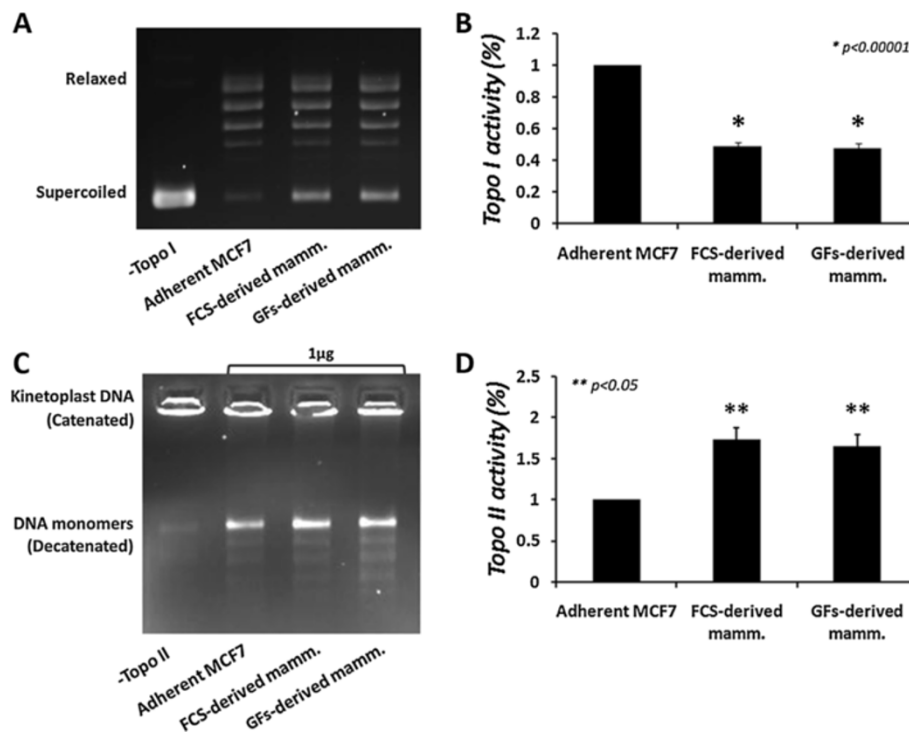 A
Relaxed
Supercoiled
-Topo I
Adherent MCF7
FCS-derived mamm.
GFs-derived mamm.
B
Topo I activity (%)
1.2
1
0.8
0.6
0.4
0.2
0
* p<0.00001
*
*
Adherent MCF7
FCS-derived
mamm.
GFs-derived
mamm.
C
1µg
Kinetoplast DNA
(Catenated)
DNA monomers
(Decatenated)
-Topo II
Adherent MCF7
FCS-derived mamm.
GFs-derived mamm.
D
Topo II activity (%)
2.5
2
1.5
1
0.5
0
** p<0.05
**
**
Adherent MCF7
FCS-derived
mamm.
GFs-derived
mamm.